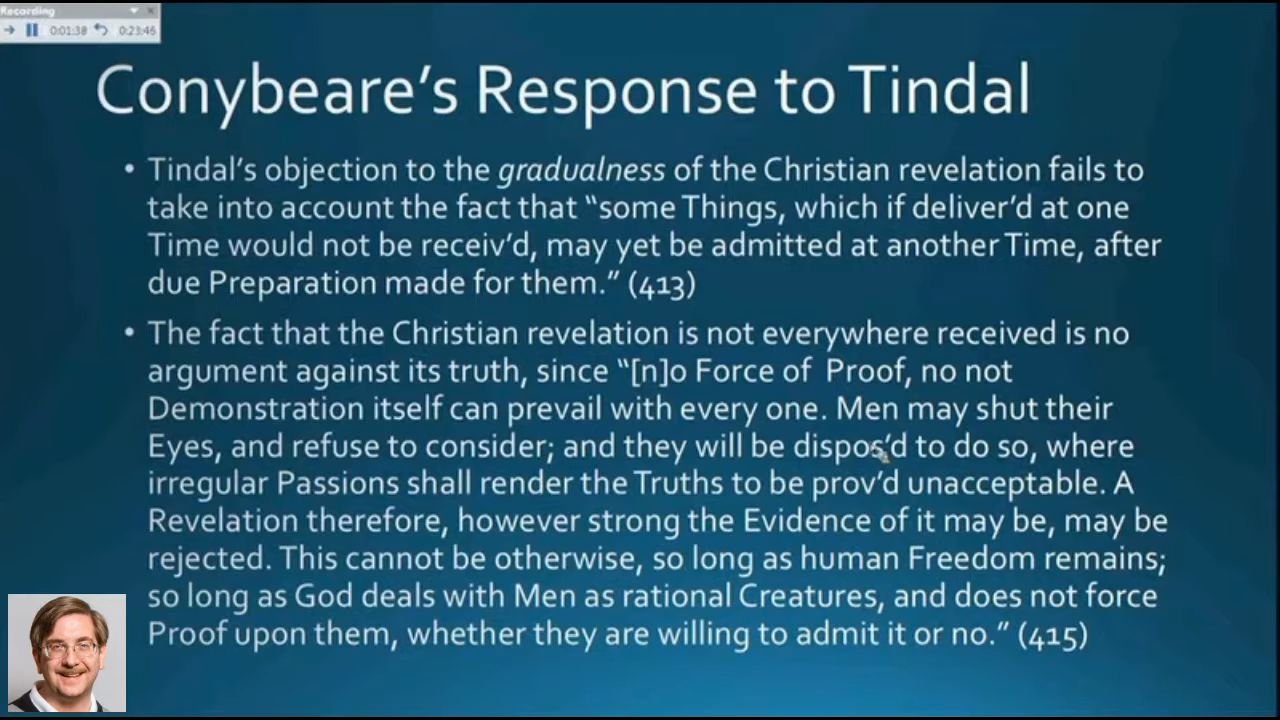 Recording
0:01:38 0:23:46
Conybeare's Response to Tindal
• Tindal's objection to the gradualness of the Christian revelation fails to
take into account the fact that “some Things, which if deliver'd at one
Time would not be receiv'd, may yet be admitted at another Time, after
due Preparation made for them.” (413)
• The fact that the Christian revelation is not everywhere received is no
argument against its truth, since “[n]o Force of Proof, no not
Demonstration itself can prevail with every one. Men may shut their
Eyes, and refuse to consider; and they will be dispos'd to do so, where
irregular Passions shall render the Truths to be prov'd unacceptable. A
Revelation therefore, however strong the Evidence of it may be, may be
rejected. This cannot be otherwise, so long as human Freedom remains;
so long as God deals with Men as rational Creatures, and does not force
Proof upon them, whether they are willing to admit it or no.” (415)